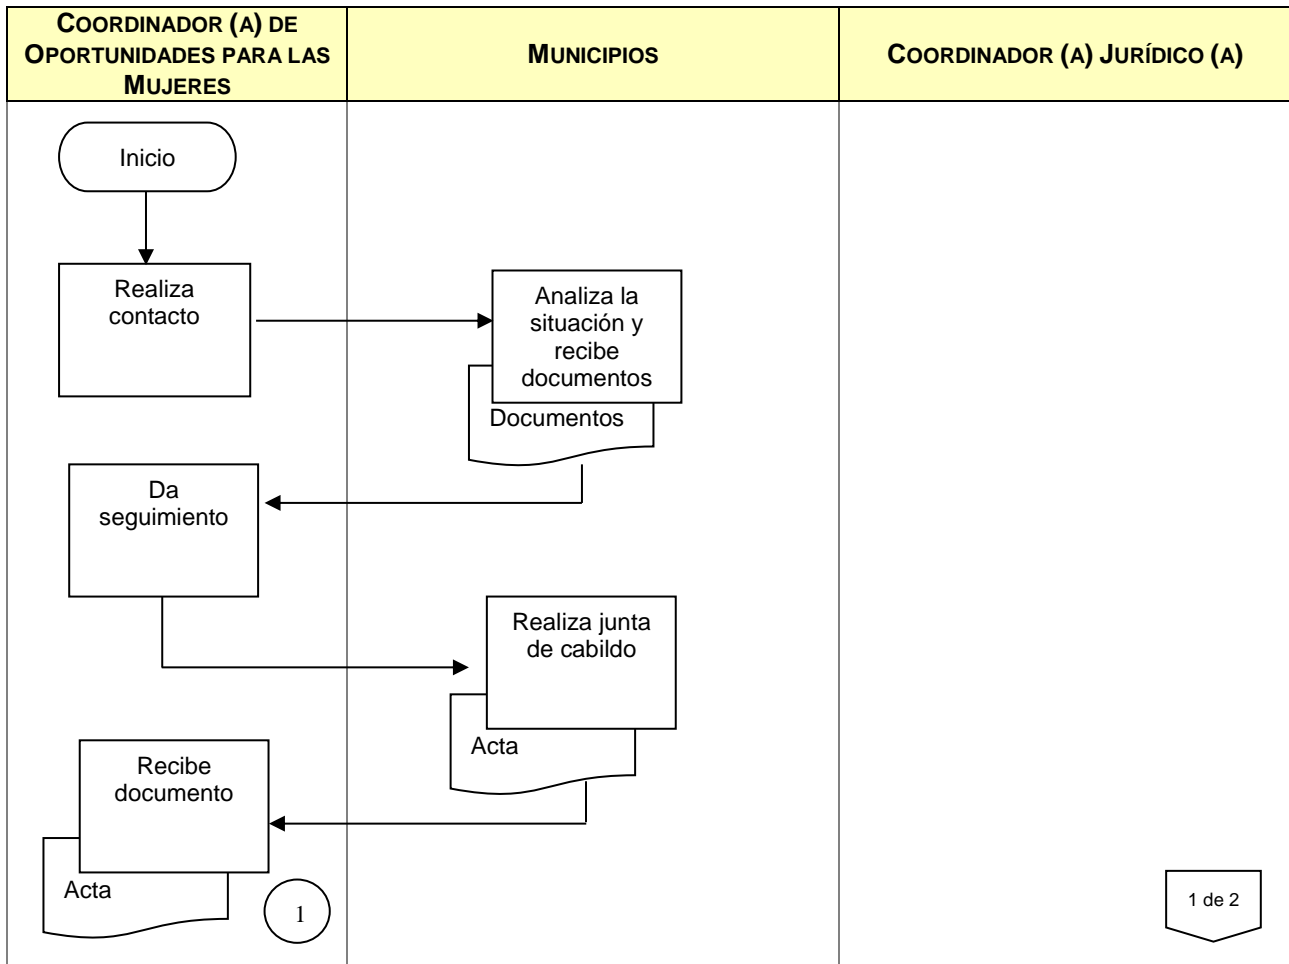 COORDINADOR (A) DE
OPORTUNIDADES PARA LAS
MUJERES
MUNICIPIOS
COORDINADOR (A) JURÍDICO (A)
Inicio
Realiza
contacto
Analiza la
situación y
recibe
documentos
Documentos
Da
seguimiento
Realiza junta
de cabildo
Acta
Recibe
documento
Acta
1
1 de 2